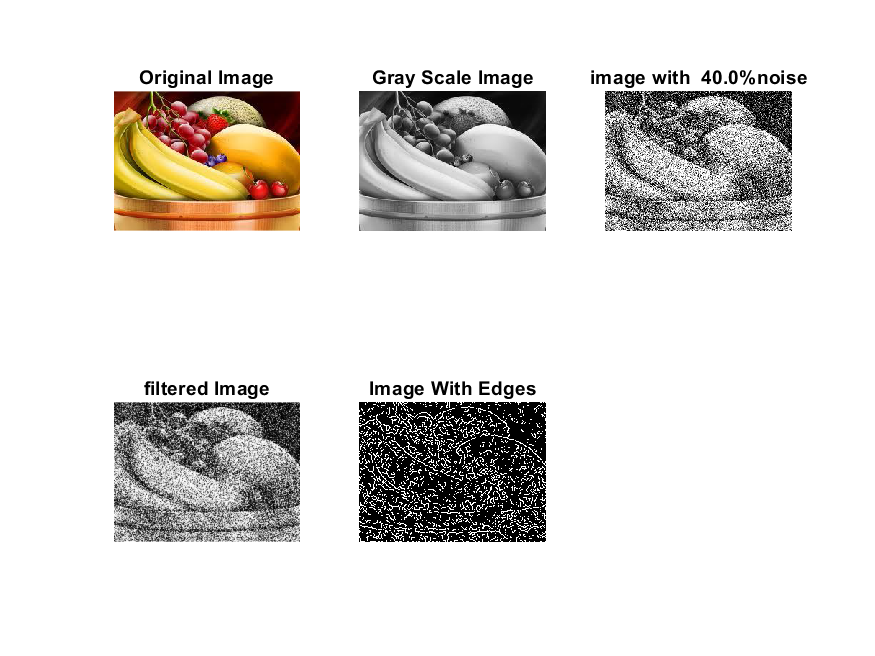 Original Image
Gray Scale Image
image with  40.0%noise
filtered Image
Image With Edges